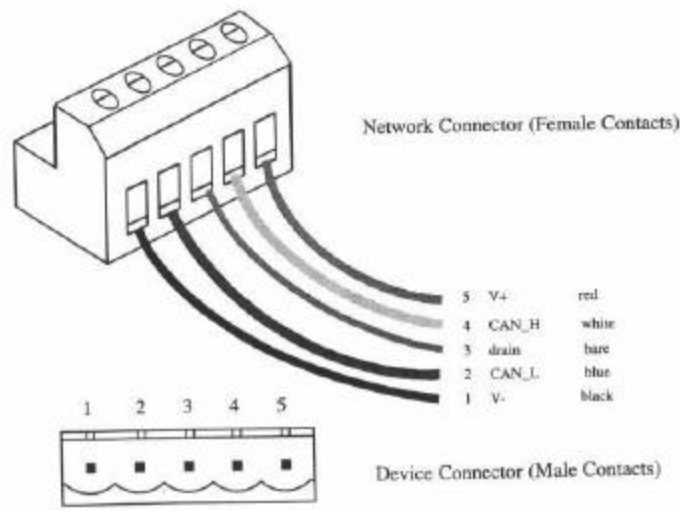 Network Connector (Female Contacts)
5 V+ red
4 CAN_H white
3 drain bare
2 CAN_L blue
1 V- black
1 2 3 4 5
Device Connector (Male Contacts)